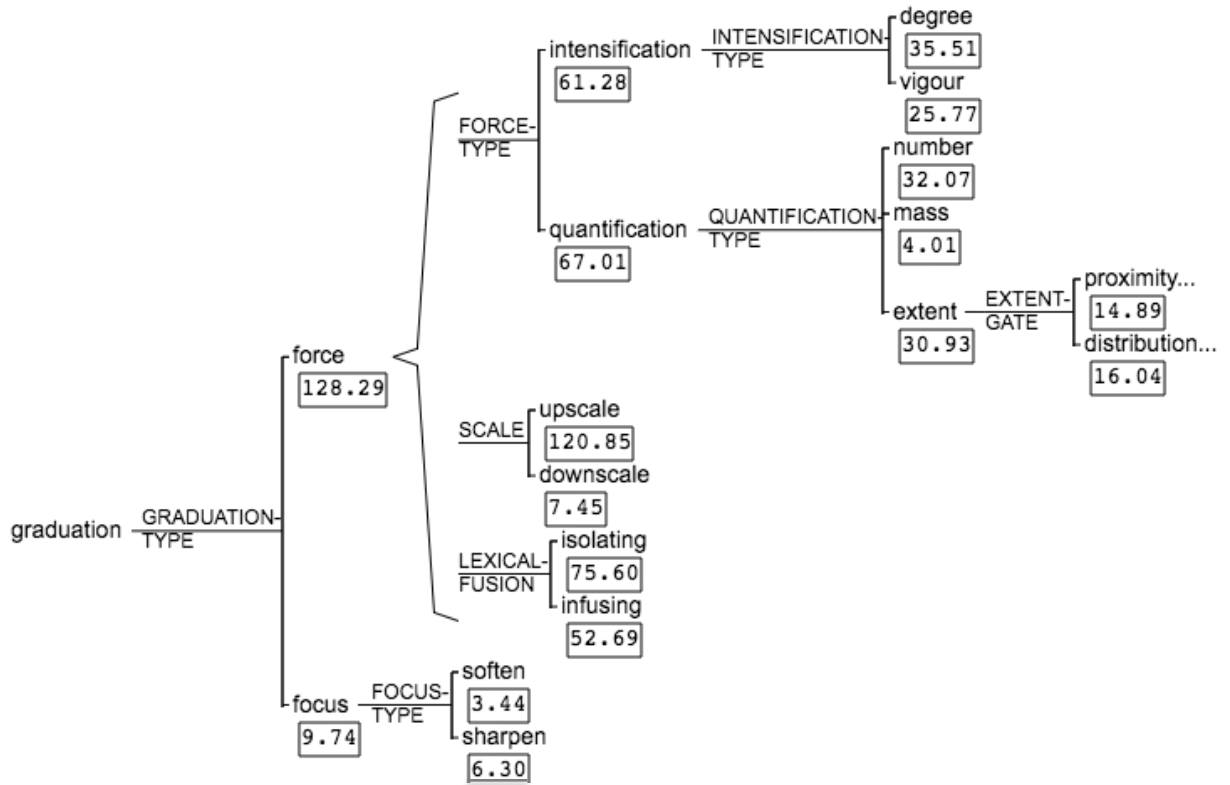 degree
intensification
INTENSIFICATION-
TYPE
35.51
61.28
vigour
25.77
FORCE-
TYPE
number
32.07
quantification
QUANTIFICATION-
TYPE
mass
67.01
4.01
proximity...
extent
EXTENT-
GATE
14.89
30.93
distribution...
16.04
force
128.29
upscale
SCALE
120.85
downscale
7.45
graduation
GRADUATION-
TYPE
isolating
LEXICAL-
FUSION
75.60
infusing
52.69
soften
focus
FOCUS-
TYPE
3.44
9.74
sharpen
6.30